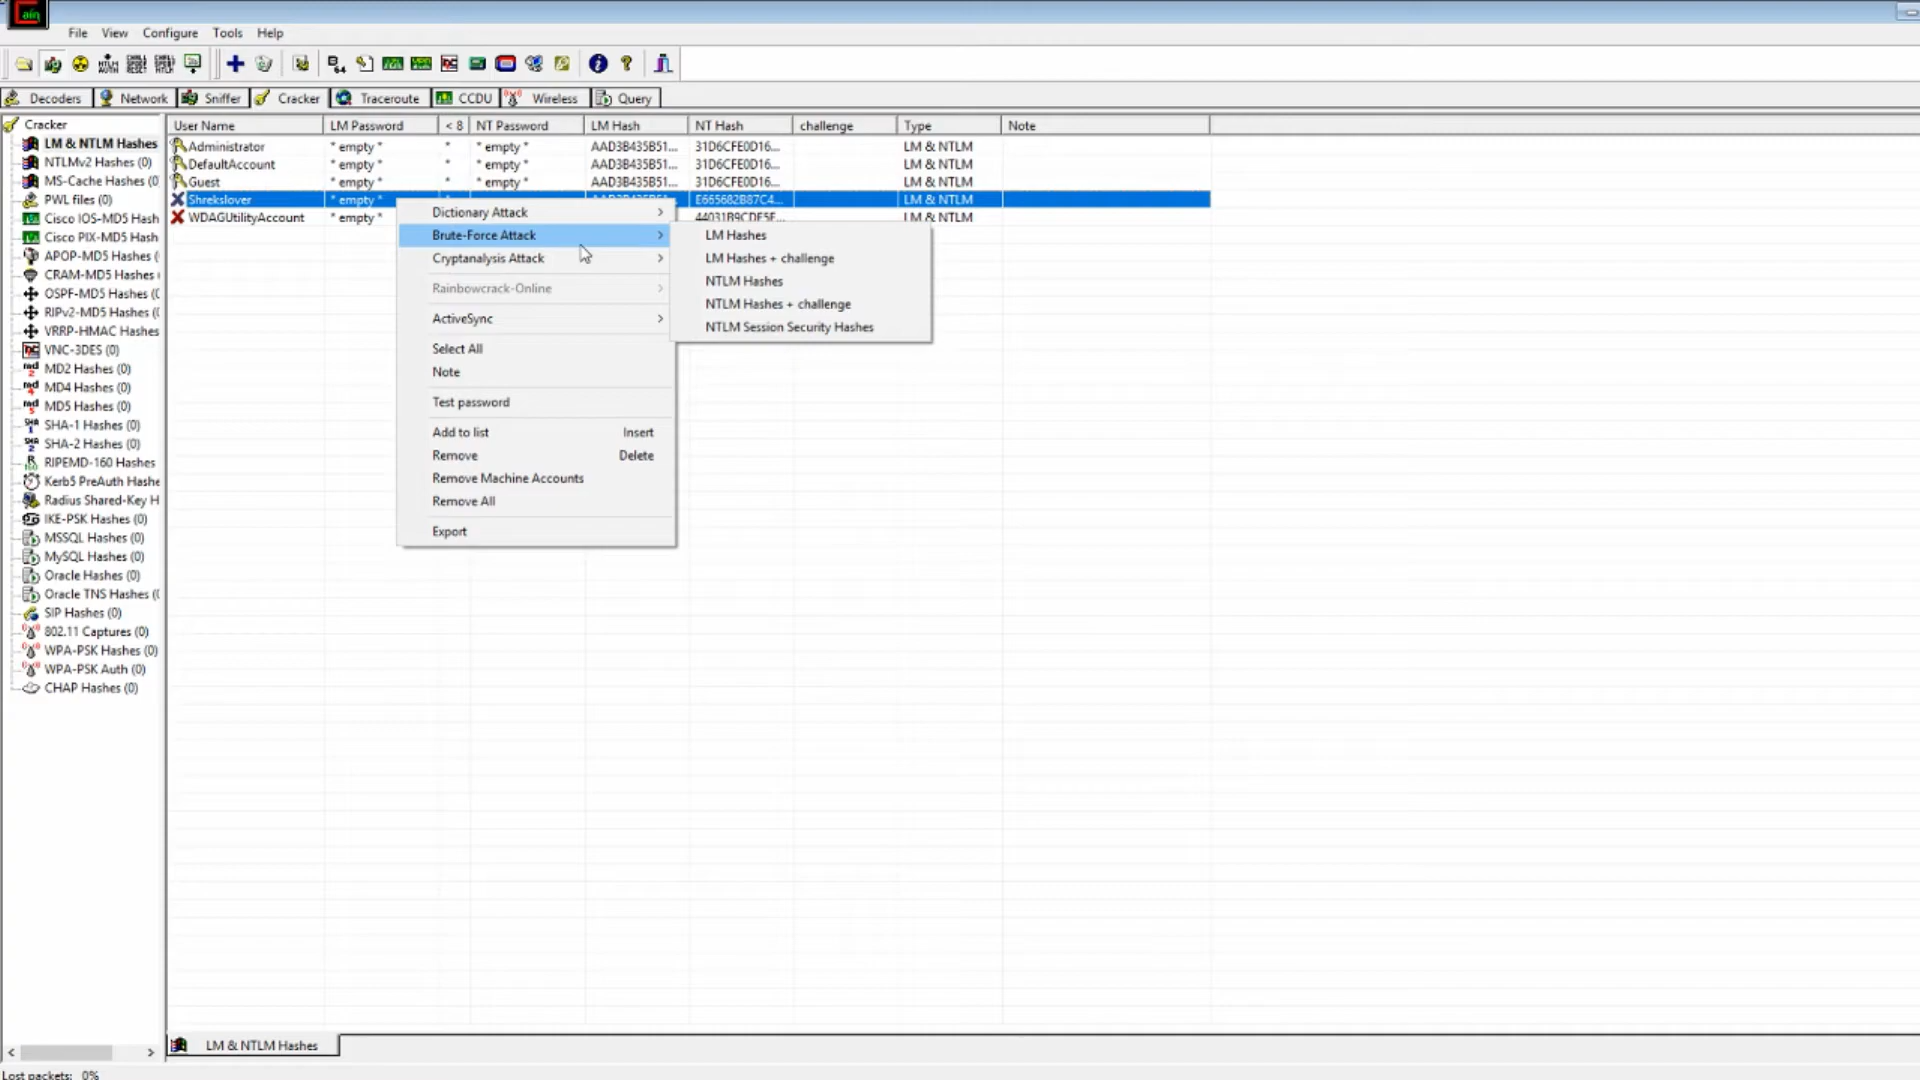 Cain
File View Configure Tools Help
Decoders Network Sniffer Cracker Traceroute CCDU Wireless Query
Cracker
LM & NTLM Hashes
NTLMv2 Hashes (0)
MS-Cache Hashes (0
PWL files (0)
Cisco IOS-MD5 Hash
Cisco PIX-MD5 Hash
APOP-MD5 Hashes (
CRAM-MD5 Hashes
OSPF-MD5 Hashes ((
RIPv2-MD5 Hashes (
VRRP-HMAC Hashes
VNC-3DES (0)
MD2 Hashes (0)
MD4 Hashes (0)
MD5 Hashes (0)
SHA-1 Hashes (0)
SHA-2 Hashes (0)
RIPEMD-160 Hashes
Kerb5 PreAuth Hashe
Radius Shared-Key H
IKE-PSK Hashes (0)
MSSQL Hashes (0)
MySQL Hashes (0)
Oracle Hashes (0)
Oracle TNS Hashes ((
SIP Hashes (0)
802.11 Captures (0)
WPA-PSK Hashes (0)
WPA-PSK Auth (0)
CHAP Hashes (0)
User Name LM Password < 8 NT Password LM Hash NT Hash challenge Type Note
Administrator * empty * * * empty * AAD3B435B51... 31D6CFE0D16... LM & NTLM
DefaultAccount * empty * * * empty * AAD3B435B51... 31D6CFE0D16... LM & NTLM
Guest * empty * * * empty * AAD3B435B51... 31D6CFE0D16... LM & NTLM
Shrekslover * empty * * AAD3B435B51... E665682B87C4... LM & NTLM
WDAGUtilityAccount * empty * 44031B9CDE5F... LM & NTLM
Dictionary Attack
Brute-Force Attack
Cryptanalysis Attack
Rainbowcrack-Online
ActiveSync
Select All
Note
Test password
Add to list Insert
Remove Delete
Remove Machine Accounts
Remove All
Export
LM Hashes
LM Hashes + challenge
NTLM Hashes
NTLM Hashes + challenge
NTLM Session Security Hashes
LM & NTLM Hashes
Lost packets: 0%